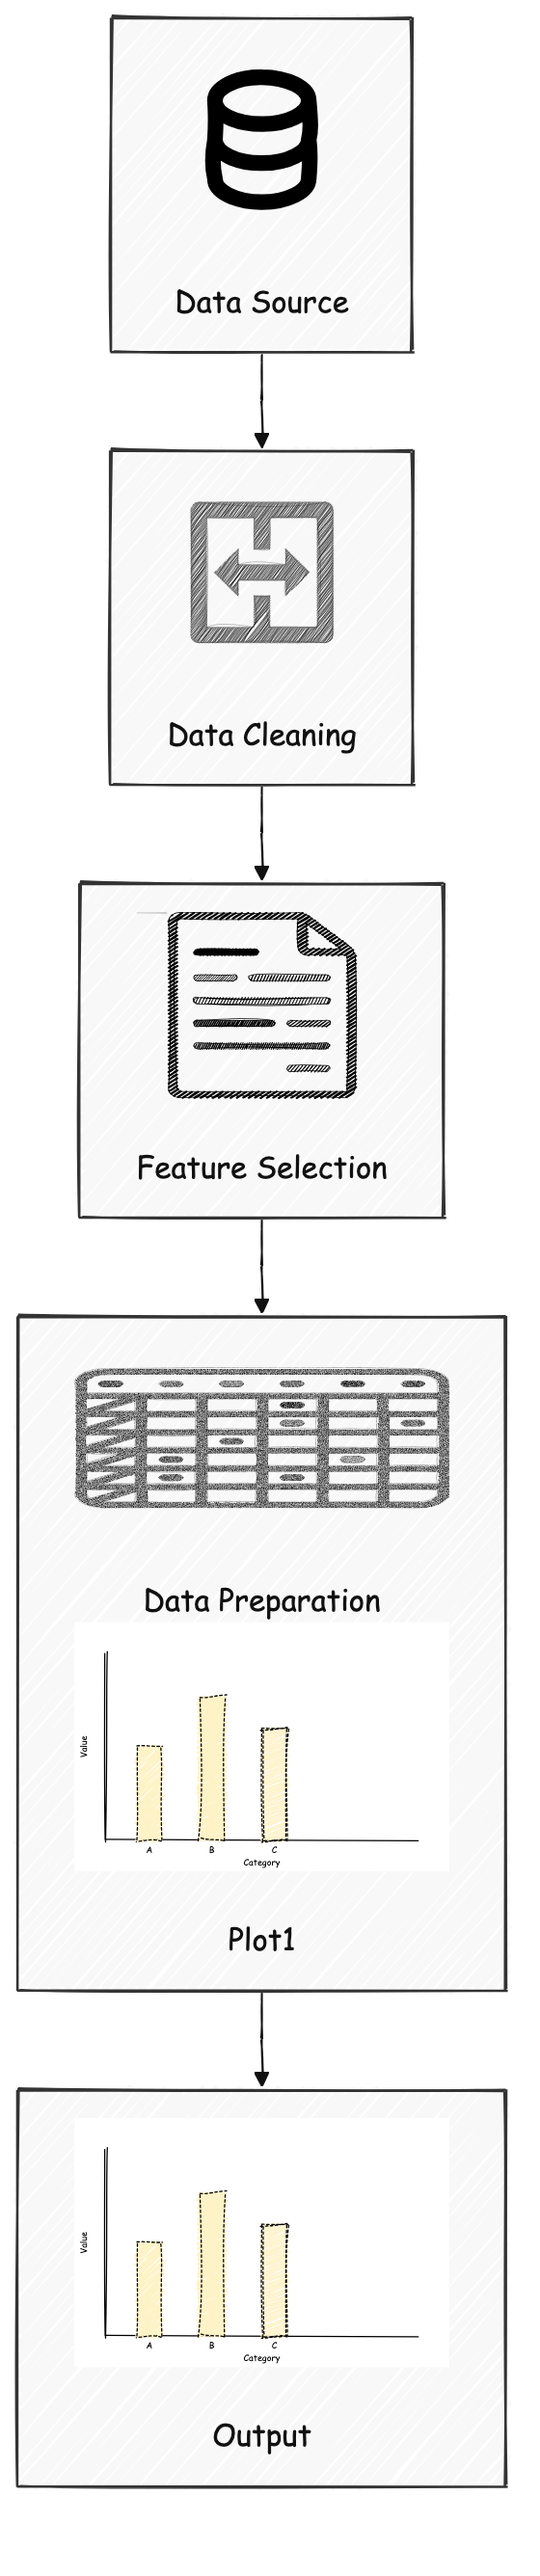 Data Source
Data Cleaning
Feature Selection
Data Preparation
Value
A B C
Category
Plot1
Value
A B C
Category
Output